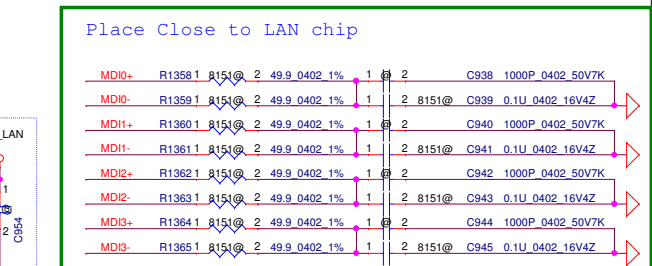 Place Close to LAN chip
MDI0+ R1358 1 8151@ 2 49.9_0402_1% 1 @ 2 C938 1000P_0402_50V7K
MDI0- R1359 1 8151@ 2 49.9_0402_1% 1 2 8151@ C939 0.1U_0402_16V4Z
MDI1+ R1360 1 8151@ 2 49.9_0402_1% 1 @ 2 C940 1000P_0402_50V7K
MDI1- R1361 1 8151@ 2 49.9_0402_1% 1 2 8151@ C941 0.1U_0402_16V4Z
MDI2+ R1362 1 8151@ 2 49.9_0402_1% 1 @ 2 C942 1000P_0402_50V7K
MDI2- R1363 1 8151@ 2 49.9_0402_1% 1 2 8151@ C943 0.1U_0402_16V4Z
MDI3+ R1364 1 8151@ 2 49.9_0402_1% 1 @ 2 C944 1000P_0402_50V7K
MDI3- R1365 1 8151@ 2 49.9_0402_1% 1 2 8151@ C945 0.1U_0402_16V4Z
_LAN
1
@
2
C954